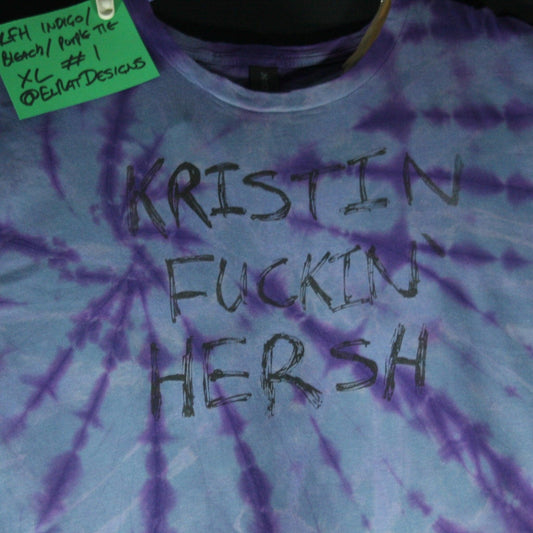 KFH INDIGO/
BLEACH/ PURPLE TIE
XL #1
@ELRATDESIGNS
KRISTIN
FUCKIN'
HERSH